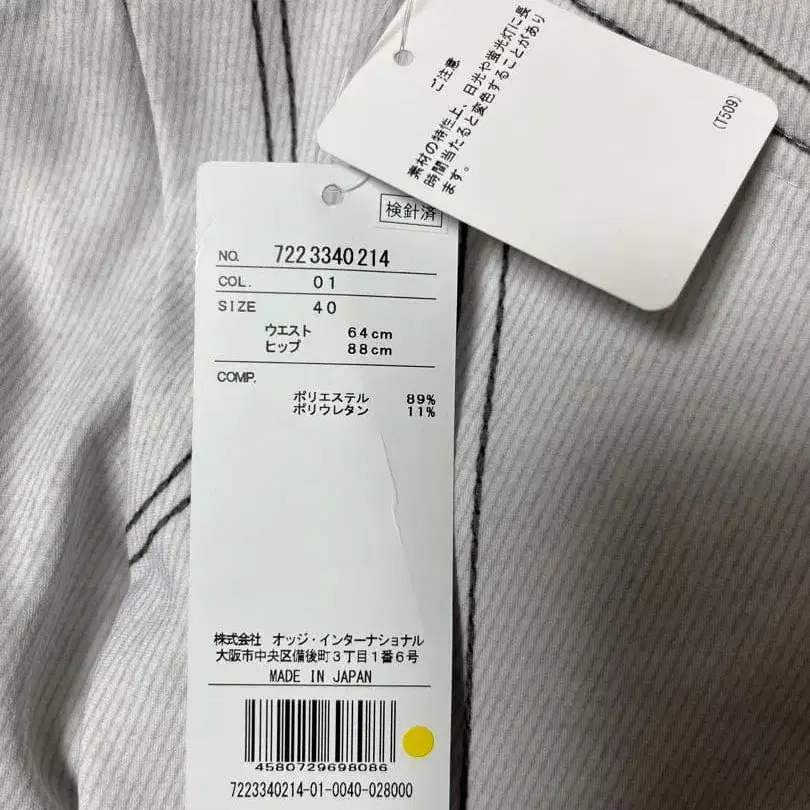 ご注意
素材の特性上、日光や蛍光灯に長
時間当たると変色することがあり
ます。
(T509)
検針済
NO. 7223340214
COL. 01
SIZE 40
ウエスト 64cm
ヒップ 88cm
COMP.
ポリエステル 89%
ポリウレタン 11%
株式会社 オッジ・インターナショナル
大阪市中央区備後町3丁目1番6号
MADE IN JAPAN
4580729698086
7223340214-01-0040-028000